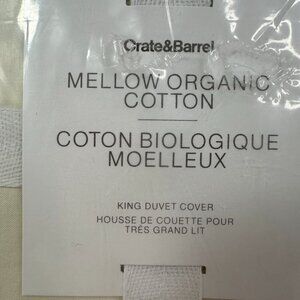 Crate&Barrel
MELLOW ORGANIC
COTTON
COTON BIOLOGIQUE
MOELLEUX
KING DUVET COVER
HOUSSE DE COUETTE POUR
TRÈS GRAND LIT